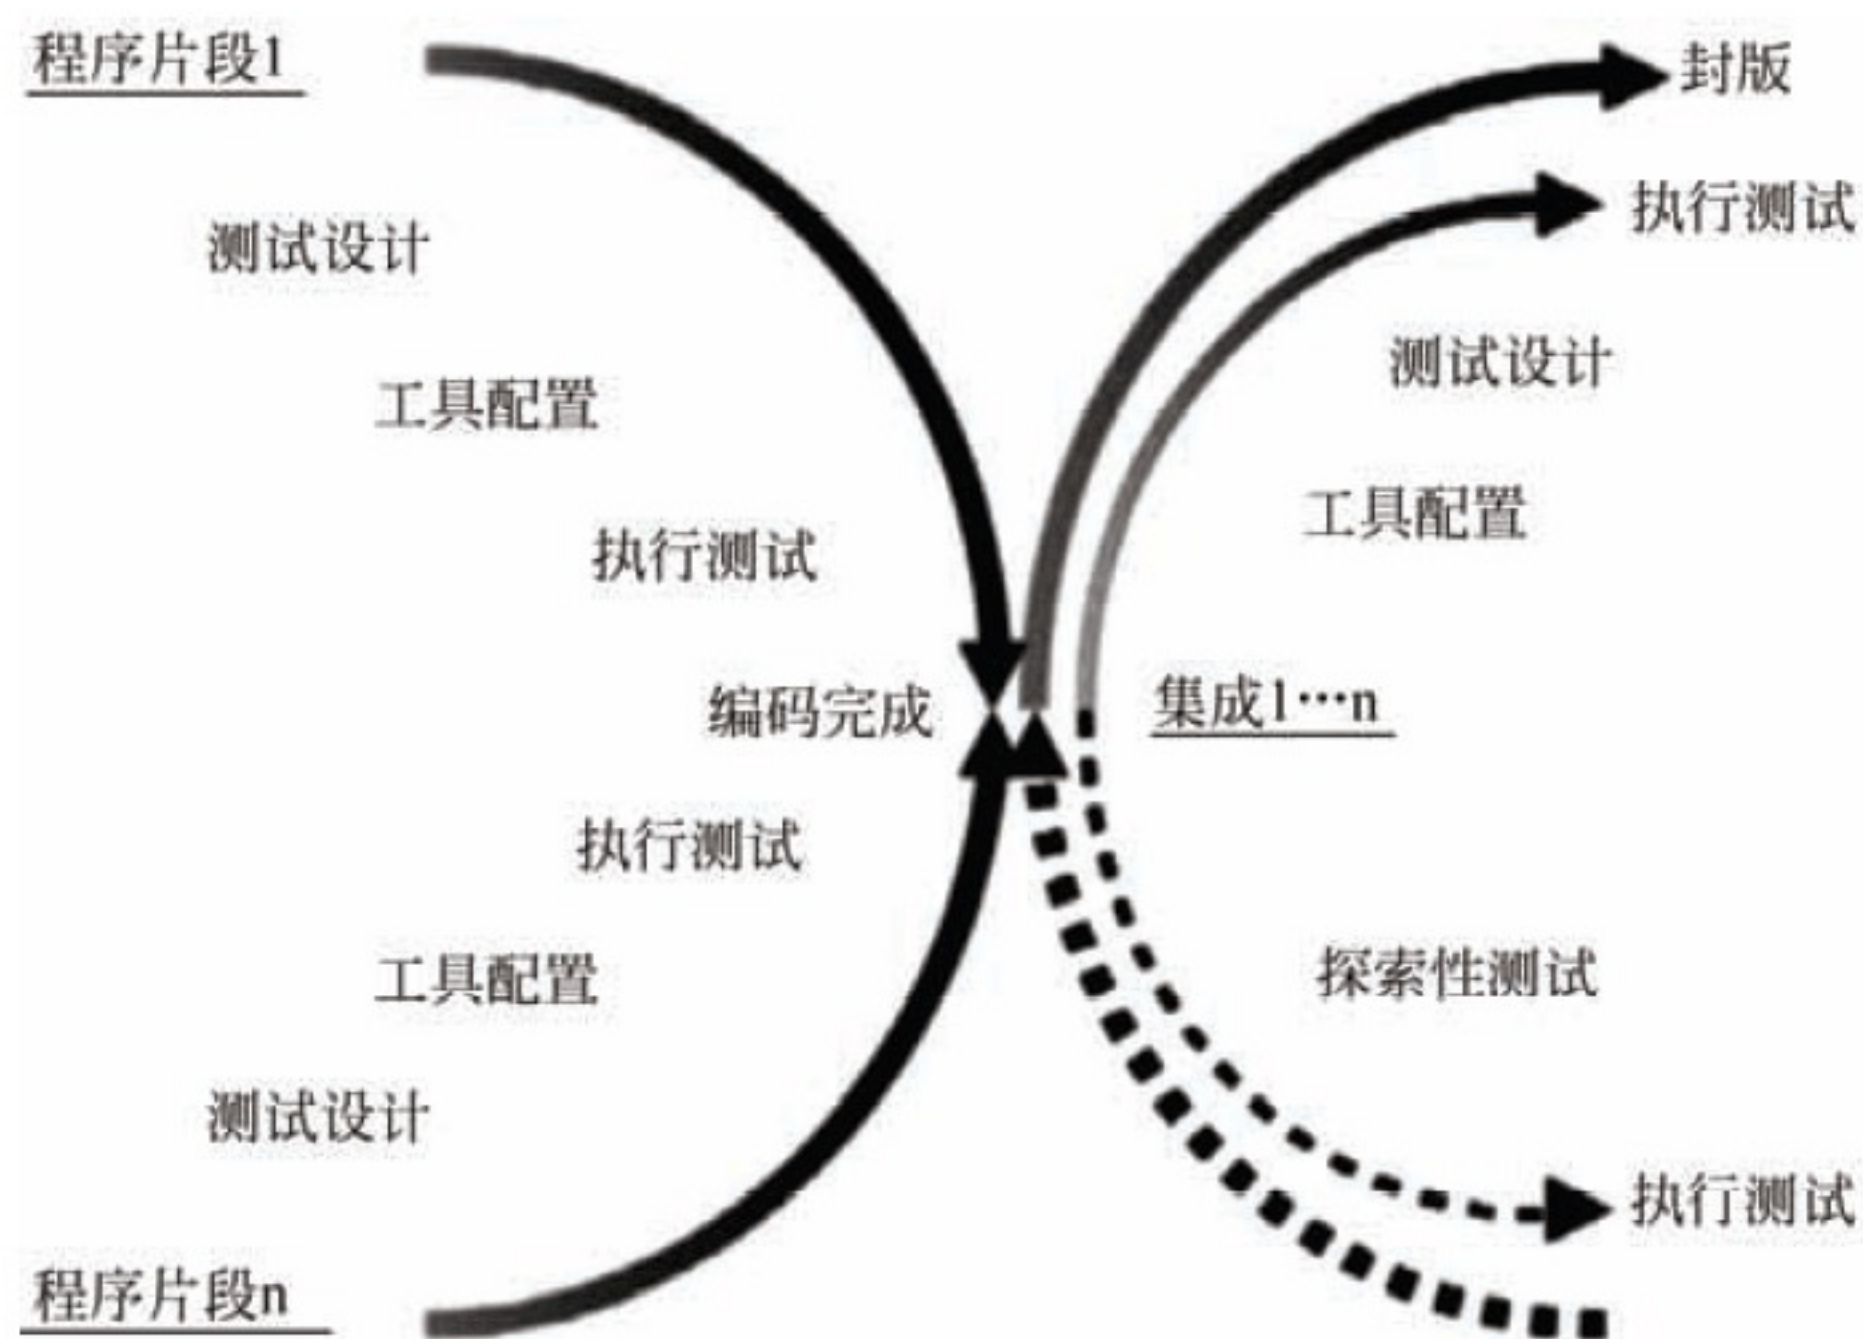 程序片段1
测试设计
工具配置
执行测试
编码完成
执行测试
工具配置
测试设计
程序片段n
封版
执行测试
测试设计
工具配置
集成1…n
探索性测试
执行测试